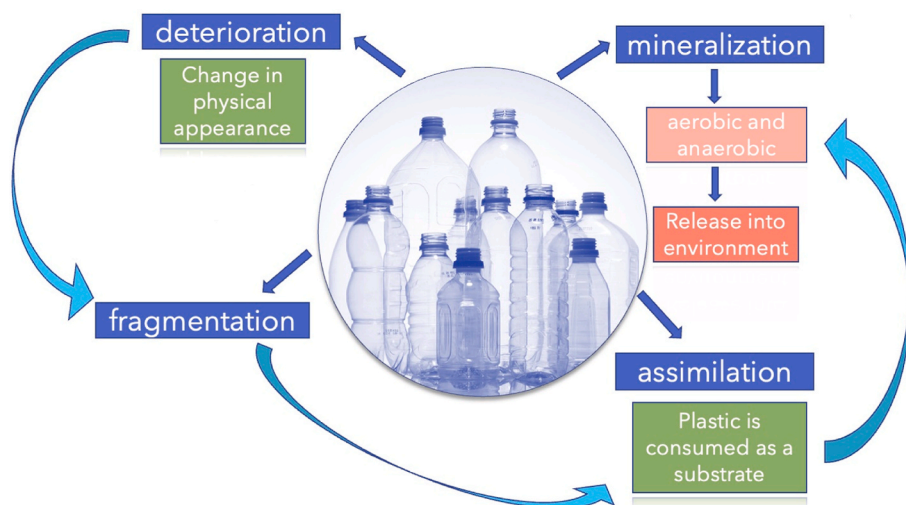 deterioration
Change in
physical
appearance
mineralization
aerobic and
anaerobic
Release into
environment
fragmentation
assimilation
Plastic is
consumed as a
substrate